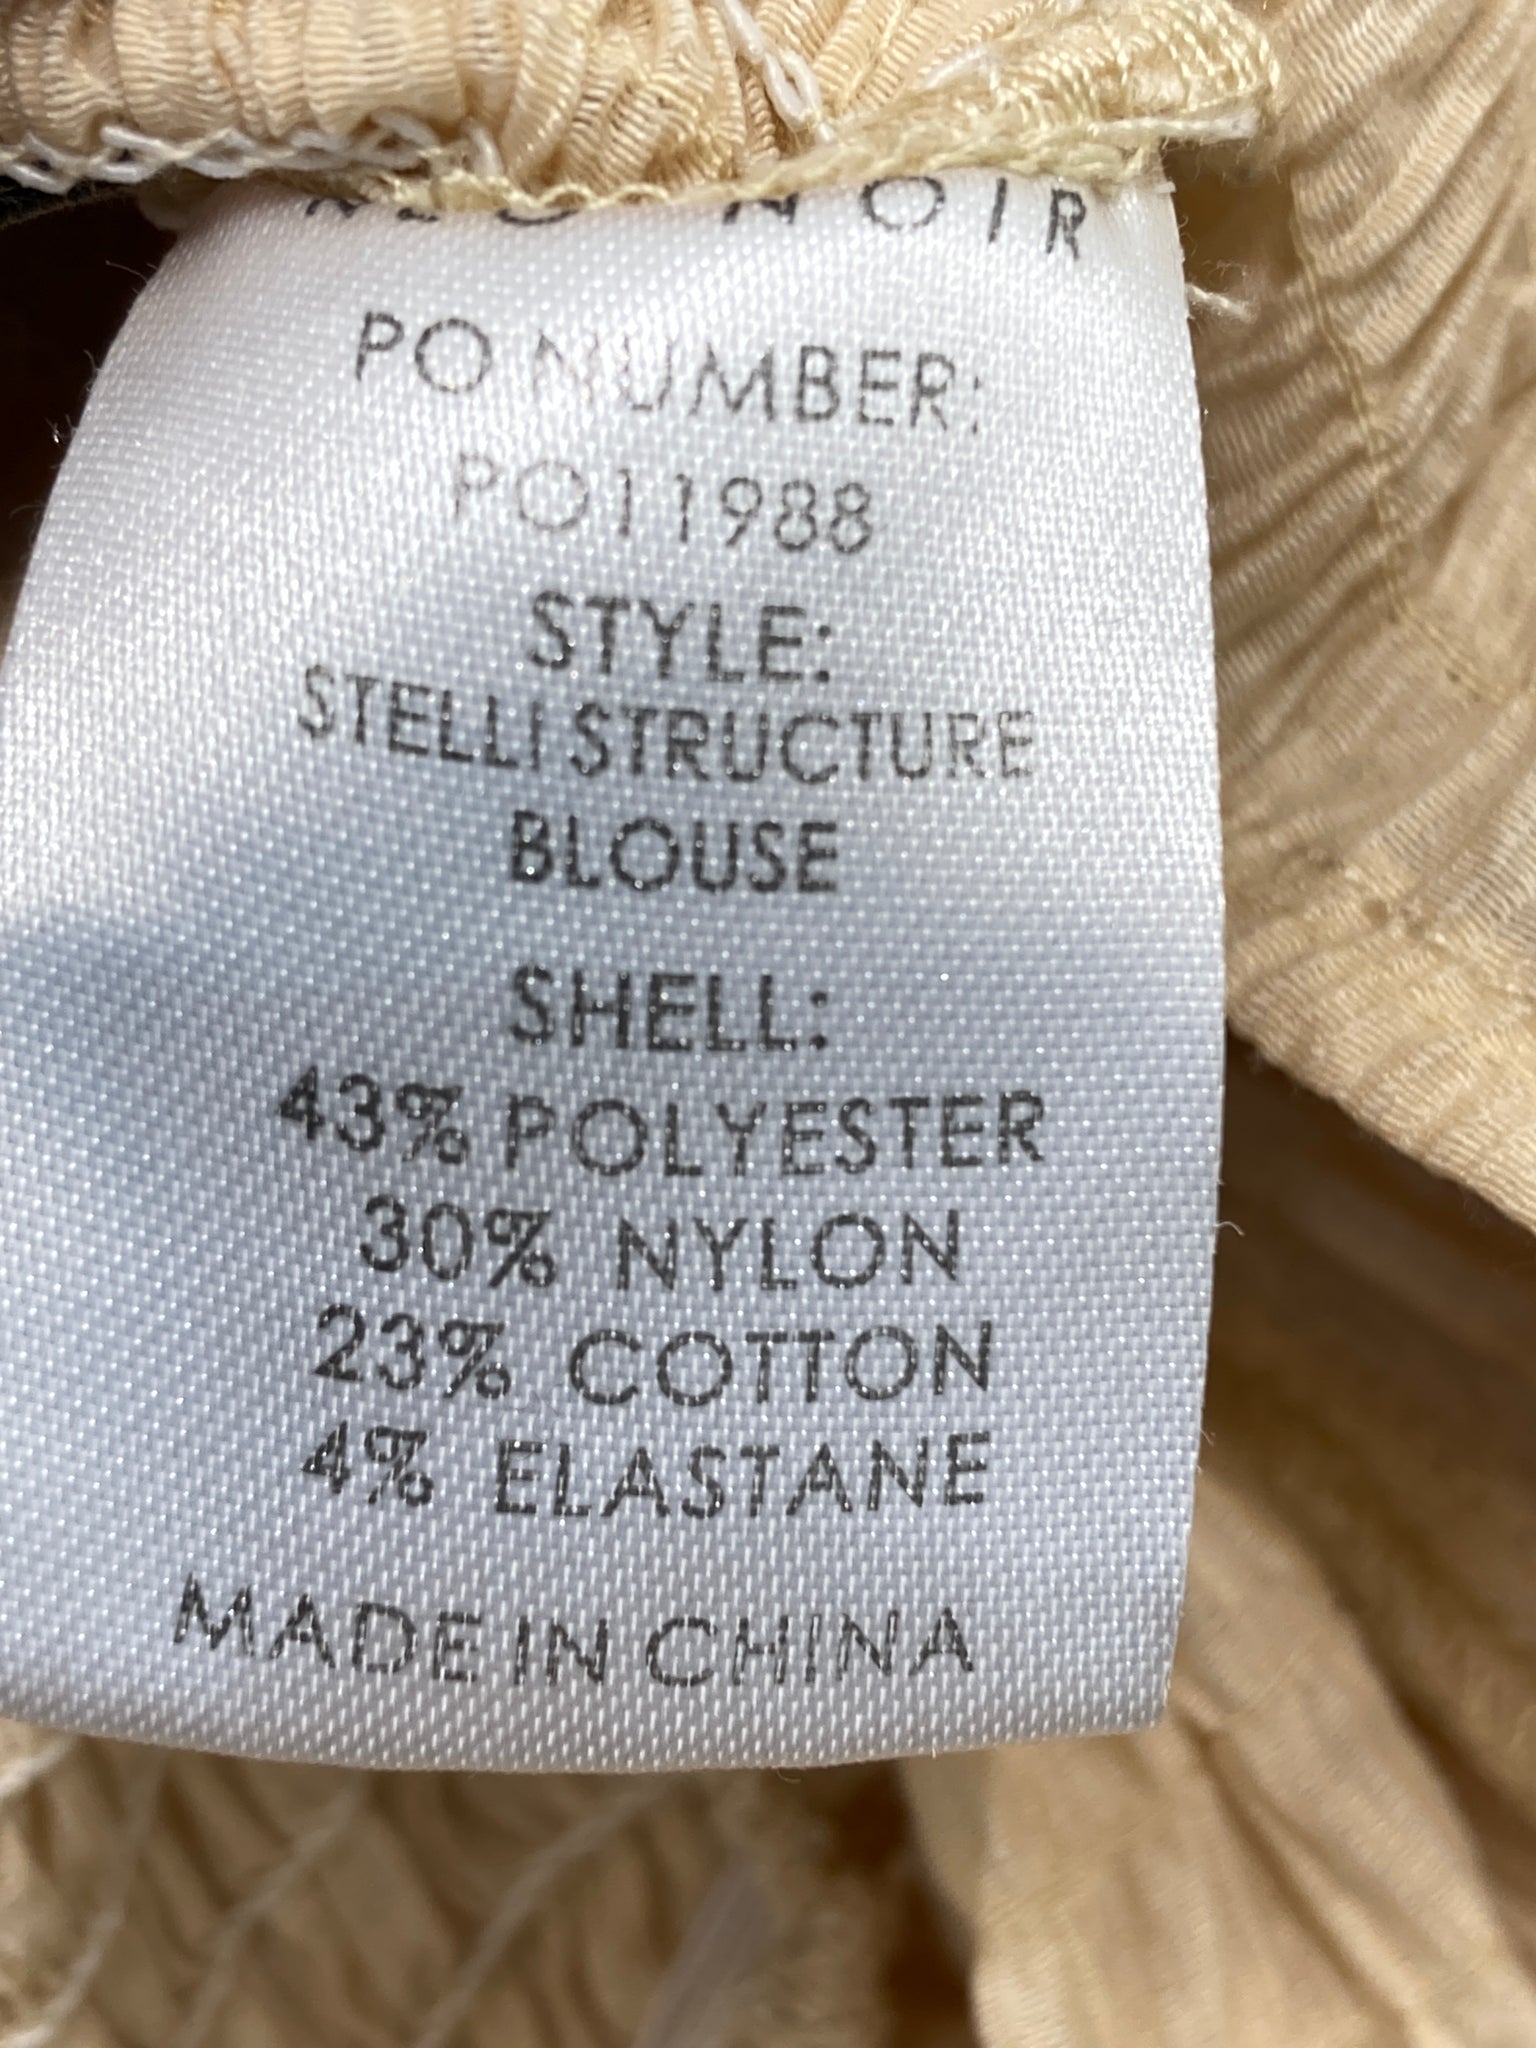 NEO NOIR
PO NUMBER:
PO11988
STYLE:
STELLI STRUCTURE
BLOUSE
SHELL:
43% POLYESTER
30% NYLON
23% COTTON
4% ELASTANE
MADE IN CHINA